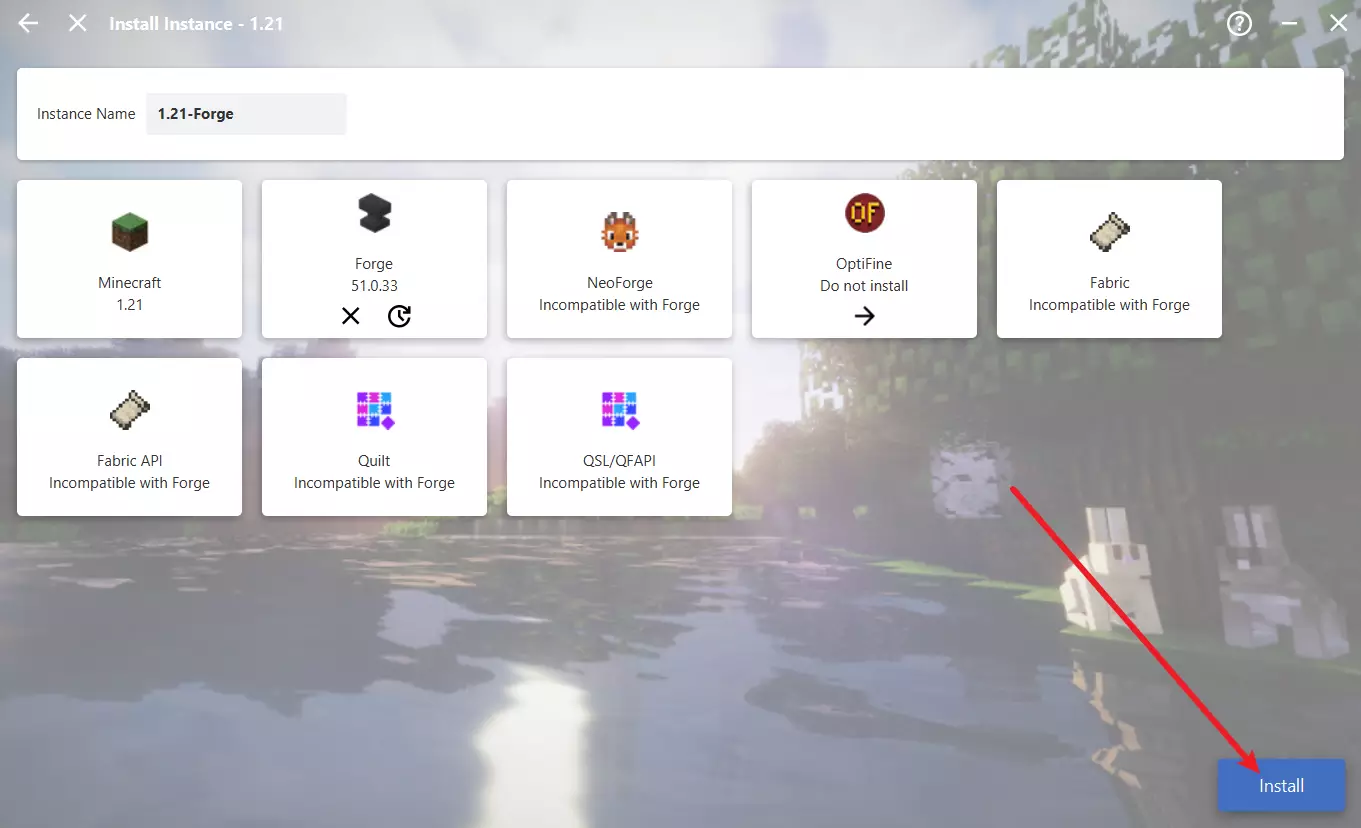 Install Instance - 1.21
Instance Name
1.21-Forge
Minecraft
1.21
Forge
51.0.33
NeoForge
Incompatible with Forge
OF
OptiFine
Do not install
Fabric
Incompatible with Forge
Fabric API
Incompatible with Forge
Quilt
Incompatible with Forge
QSL/QFAPI
Incompatible with Forge
Install